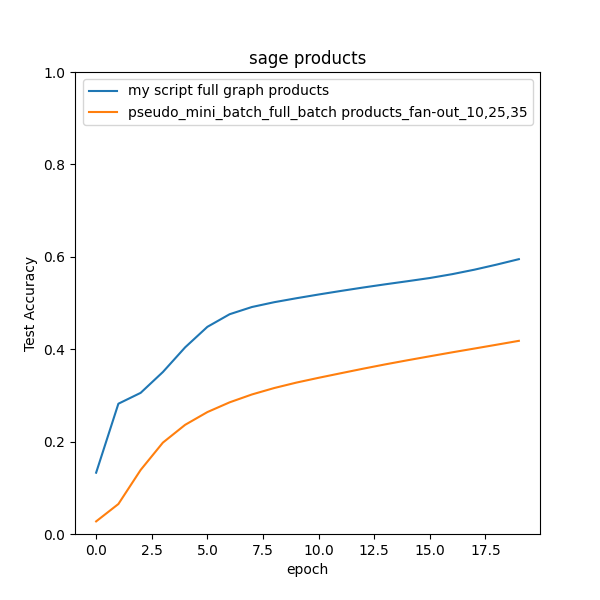 sage products
my script full graph products
pseudo_mini_batch_full_batch products_fan-out_10,25,35
1.0
0.8
0.6
0.4
0.2
0.0
Test Accuracy
0.0 2.5 5.0 7.5 10.0 12.5 15.0 17.5
epoch